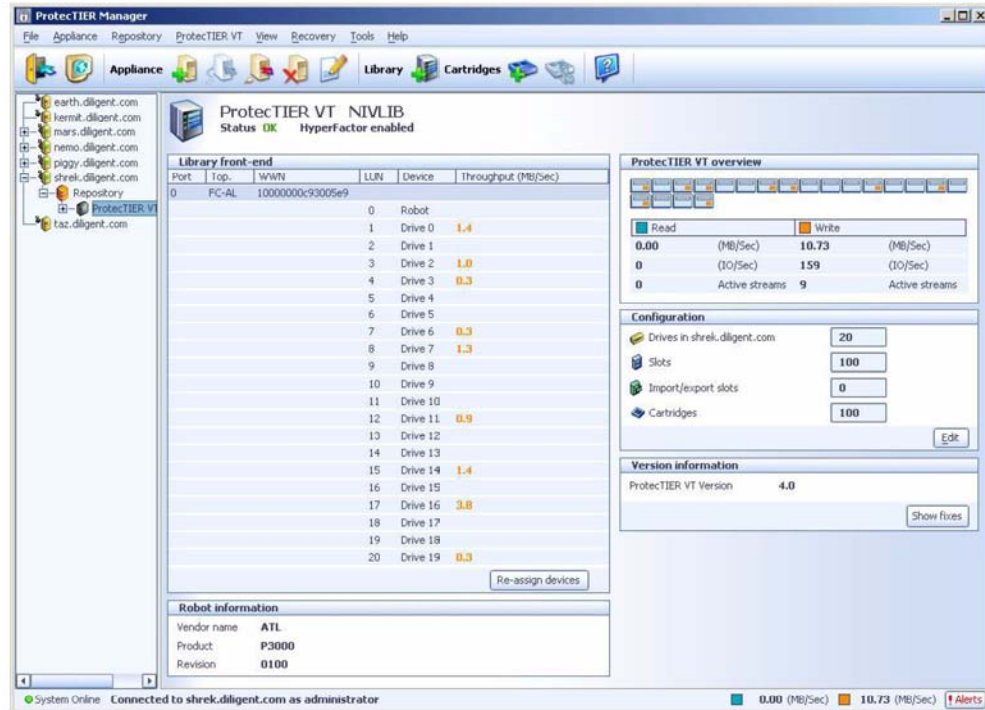 ProtecTIER Manager
File Appliance Repository ProtecTIER VT View Recovery Tools Help
Appliance Library Cartridges
earth.diligent.com
kermit.diligent.com
mars.diligent.com
nemo.diligent.com
piggy.diligent.com
shrek.diligent.com
Repository
ProtecTIER VT
taz.diligent.com
ProtecTIER VT NIVLIB
Status OK HyperFactor enabled
Library front-end
Port Top. WWN LUN Device Throughput (MB/Sec)
0 FC-AL 10000000c93005e9
0 Robot
1 Drive 0 1.4
2 Drive 1
3 Drive 2 1.0
4 Drive 3 0.3
5 Drive 4
6 Drive 5
7 Drive 6 0.3
8 Drive 7 1.3
9 Drive 8
10 Drive 9
11 Drive 10
12 Drive 11 0.9
13 Drive 12
14 Drive 13
15 Drive 14 1.4
16 Drive 15
17 Drive 16 3.8
18 Drive 17
19 Drive 18
20 Drive 19 0.3
Re-assign devices
Robot information
Vendor name ATL
Product P3000
Revision 0100
ProtecTIER VT overview
Read Write
0.00 (MB/Sec) 10.73 (MB/Sec)
0 (IO/Sec) 159 (IO/Sec)
0 Active streams 9 Active streams
Configuration
Drives in shrek.diligent.com 20
Slots 100
Import/export slots 0
Cartridges 100
Edit
Version information
ProtecTIER VT Version 4.0
Show fixes
System Online Connected to shrek.diligent.com as administrator 0.00 (MB/Sec) 10.73 (MB/Sec) ! Alerts